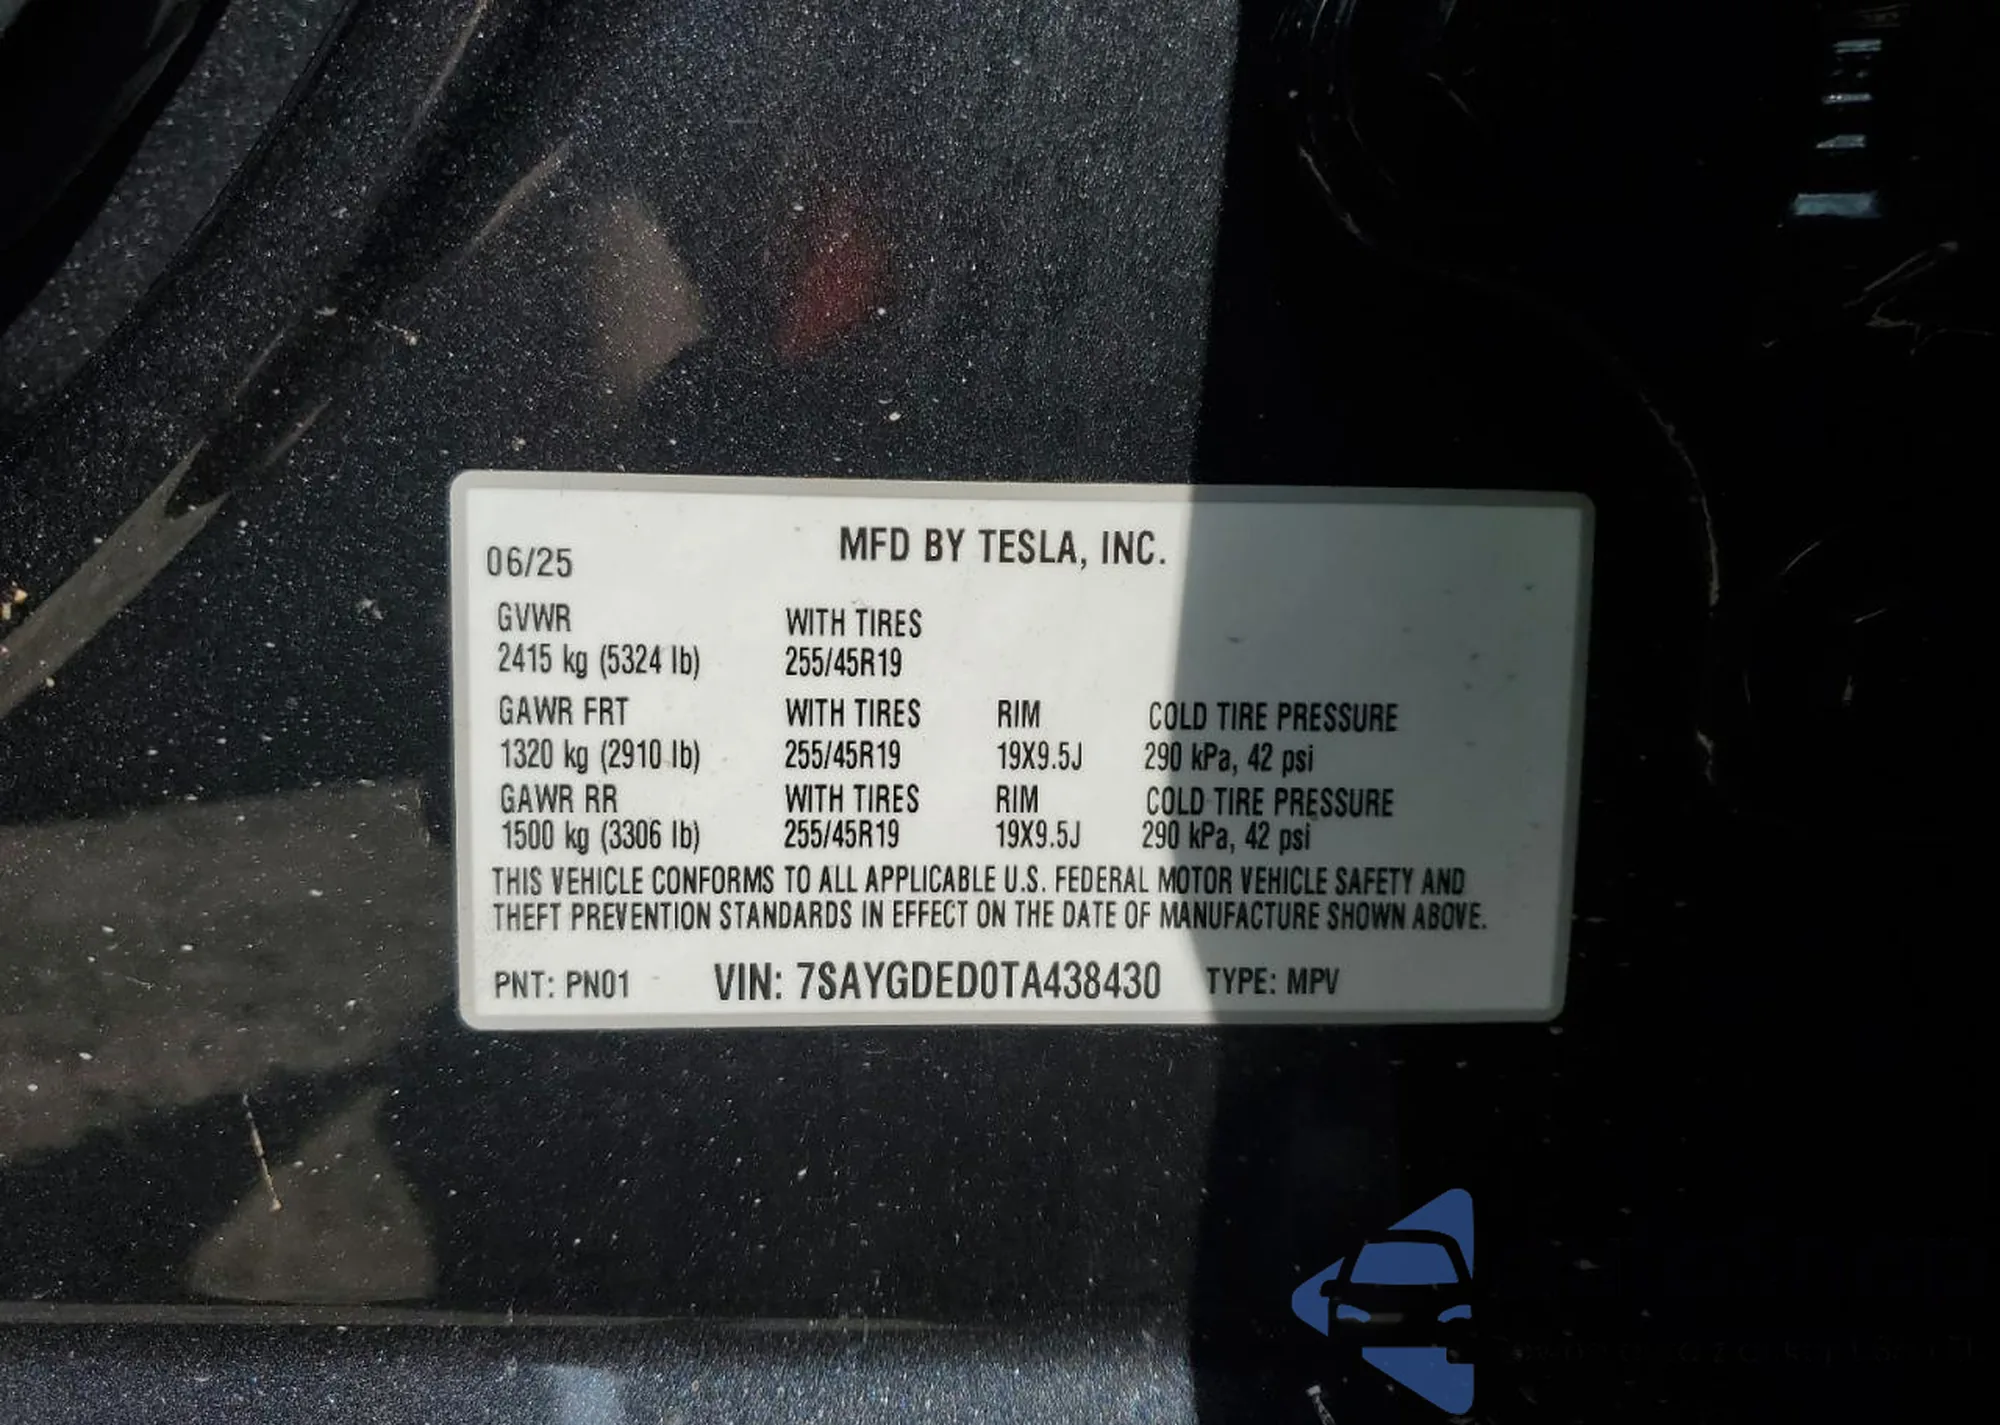 MFD BY TESLA, INC.
06/25
GVWR WITH TIRES
2415 kg (5324 lb) 255/45R19
GAWR FRT WITH TIRES RIM COLD TIRE PRESSURE
1320 kg (2910 lb) 255/45R19 19X9.5J 290 kPa, 42 psi
GAWR RR WITH TIRES RIM COLD TIRE PRESSURE
1500 kg (3306 lb) 255/45R19 19X9.5J 290 kPa, 42 psi
THIS VEHICLE CONFORMS TO ALL APPLICABLE U.S. FEDERAL MOTOR VEHICLE SAFETY AND
THEFT PREVENTION STANDARDS IN EFFECT ON THE DATE OF MANUFACTURE SHOWN ABOVE.
PNT: PN01 VIN: 7SAYGDED0TA438430 TYPE: MPV